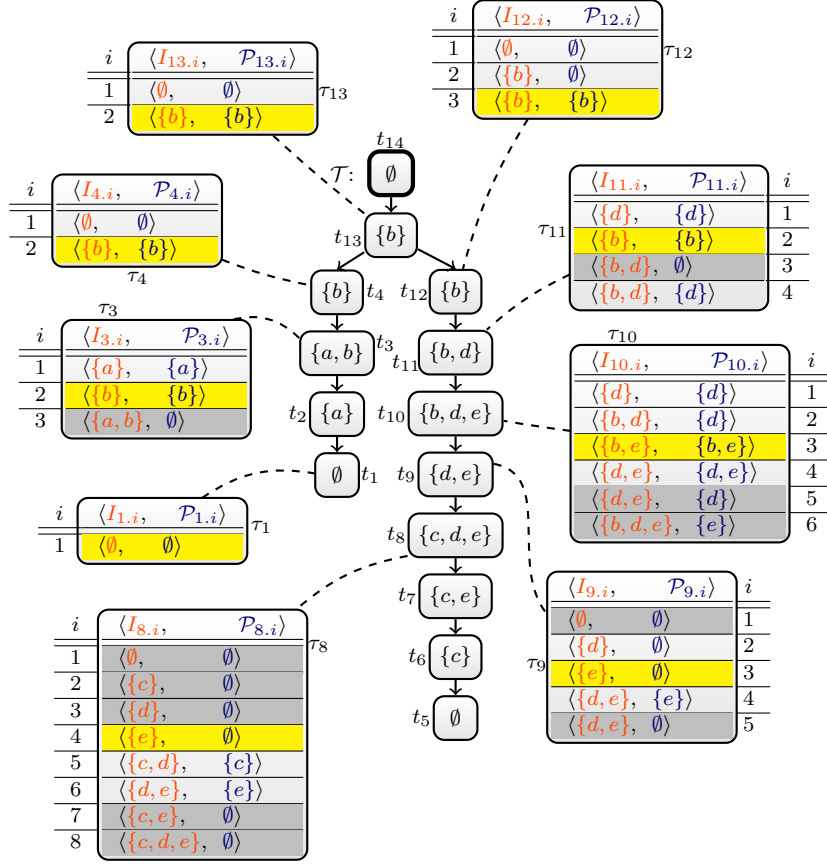 i ⟨I₁₃.ᵢ, 𝒫₁₃.ᵢ⟩
1 ⟨∅, ∅⟩
2 ⟨{b}, {b}⟩
τ₁₃
i ⟨I₁₂.ᵢ, 𝒫₁₂.ᵢ⟩
1 ⟨∅, ∅⟩
2 ⟨{b}, ∅⟩
3 ⟨{b}, {b}⟩
τ₁₂
t₁₄
𝒯: ∅
t₁₃ {b}
i ⟨I₄.ᵢ, 𝒫₄.ᵢ⟩
1 ⟨∅, ∅⟩
2 ⟨{b}, {b}⟩
τ₄
⟨I₁₁.ᵢ, 𝒫₁₁.ᵢ⟩ i
⟨{d}, {d}⟩ 1
⟨{b}, {b}⟩ 2
⟨{b, d}, ∅⟩ 3
⟨{b, d}, {d}⟩ 4
τ₁₁
{b} t₄
t₁₂ {b}
τ₃
i ⟨I₃.ᵢ, 𝒫₃.ᵢ⟩
1 ⟨{a}, {a}⟩
2 ⟨{b}, {b}⟩
3 ⟨{a, b}, ∅⟩
{a, b} t₃
t₁₁ {b, d}
τ₁₀
⟨I₁₀.ᵢ, 𝒫₁₀.ᵢ⟩ i
⟨{d}, {d}⟩ 1
⟨{b, d}, {d}⟩ 2
⟨{b, e}, {b, e}⟩ 3
⟨{d, e}, {d, e}⟩ 4
⟨{d, e}, {d}⟩ 5
⟨{b, d, e}, {e}⟩ 6
t₂ {a}
t₁₀ {b, d, e}
∅ t₁
t₉ {d, e}
i ⟨I₁.ᵢ, 𝒫₁.ᵢ⟩
1 ⟨∅, ∅⟩
τ₁
t₈ {c, d, e}
t₇ {c, e}
t₆ {c}
t₅ ∅
⟨I₉.ᵢ, 𝒫₉.ᵢ⟩ i
⟨∅, ∅⟩ 1
⟨{d}, ∅⟩ 2
⟨{e}, ∅⟩ 3
⟨{d, e}, {e}⟩ 4
⟨{d, e}, ∅⟩ 5
τ₉
i ⟨I₈.ᵢ, 𝒫₈.ᵢ⟩
1 ⟨∅, ∅⟩
2 ⟨{c}, ∅⟩
3 ⟨{d}, ∅⟩
4 ⟨{e}, ∅⟩
5 ⟨{c, d}, {c}⟩
6 ⟨{d, e}, {e}⟩
7 ⟨{c, e}, ∅⟩
8 ⟨{c, d, e}, ∅⟩
τ₈